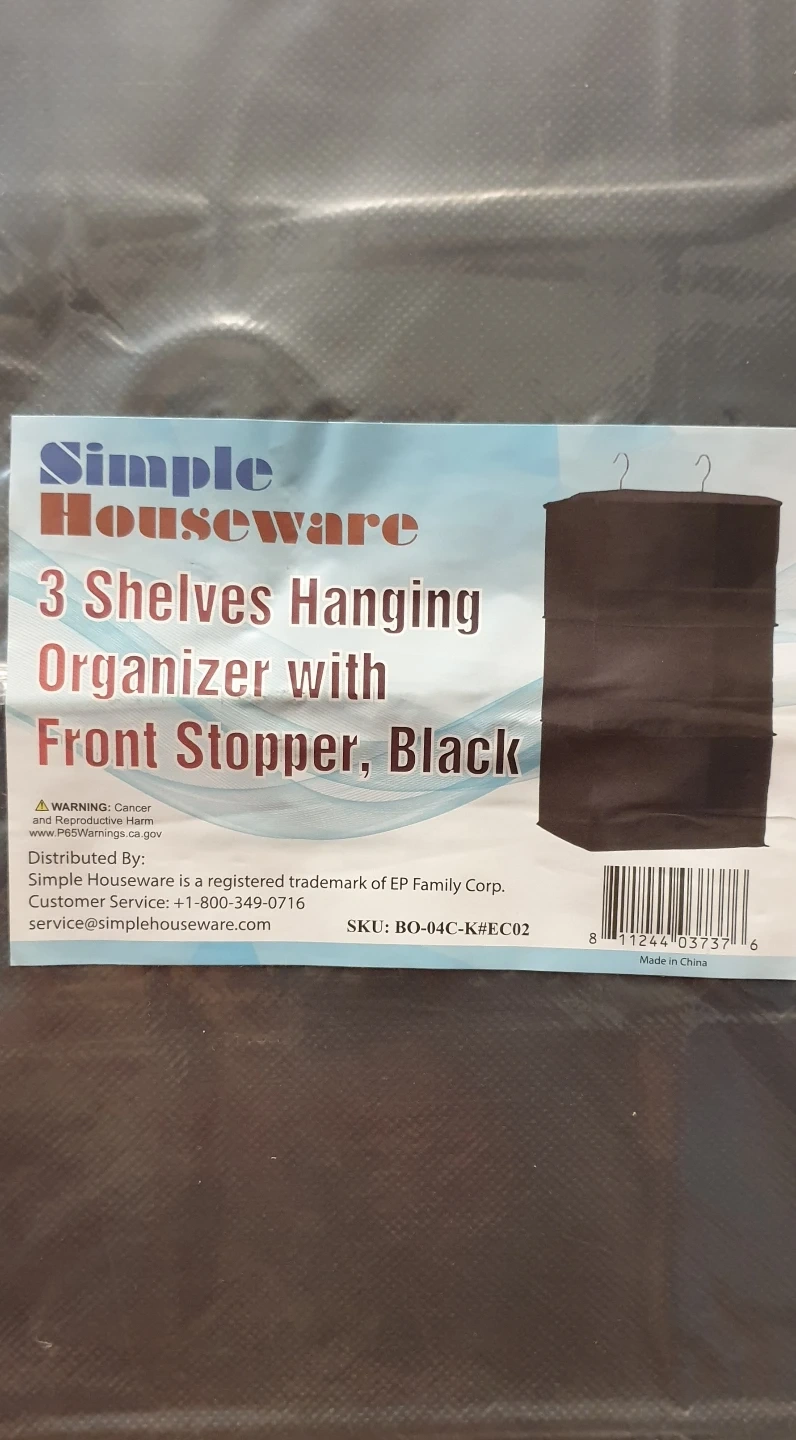 Simple
Houseware
3 Shelves Hanging
Organizer with
Front Stopper, Black
WARNING: Cancer
and Reproductive Harm
www.P65Warnings.ca.gov
Distributed By:
Simple Houseware is a registered trademark of EP Family Corp.
Customer Service: +1-800-349-0716
service@simplehouseware.com
SKU: BO-04C-K#EC02
8 11244 03737 6
Made in China